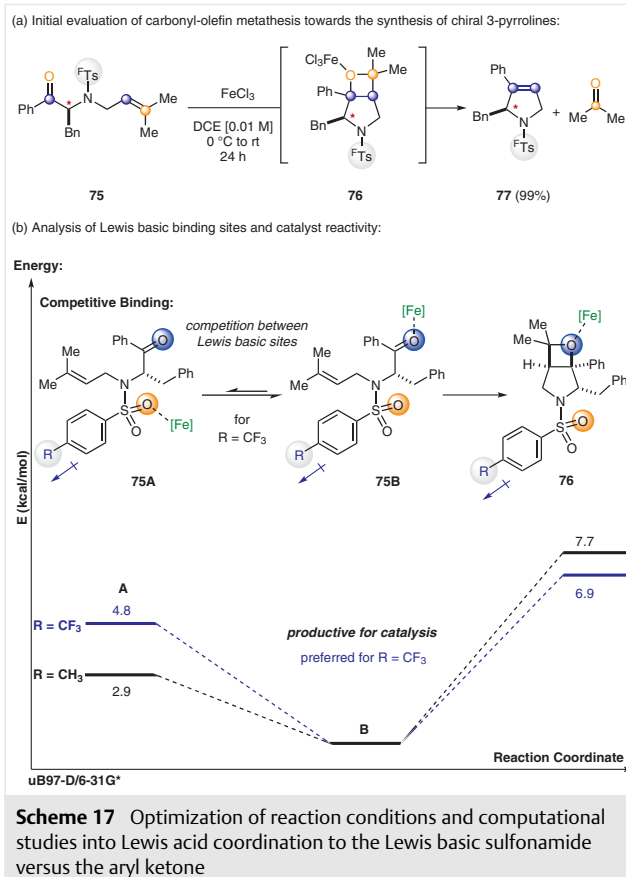 (a) Initial evaluation of carbonyl-olefin metathesis towards the synthesis of chiral 3-pyrrolines:
O
Ph
*
Bn
FTs
N
Me
Me
75
FeCl3
DCE [0.01 M]
0 °C to rt
24 h
Cl3Fe
O
Me
Me
Ph
*
Bn
N
FTs
76
Ph
*
Bn
N
FTs
77 (99%)
+
O
Me
Me
(b) Analysis of Lewis basic binding sites and catalyst reactivity:
Energy:
Competitive Binding:
Ph
O
Me
Me
N
Ph
S
O
O
[Fe]
R
75A
competition between
Lewis basic sites
for
R = CF3
[Fe]
Ph
O
Me
Me
N
Ph
S
O
O
R
75B
[Fe]
Me
Me
O
H
Ph
Ph
N
S
O
O
R
76
E (kcal/mol)
7.7
6.9
A
4.8
R = CF3
productive for catalysis
preferred for R = CF3
R = CH3
2.9
B
Reaction Coordinate
uB97-D/6-31G*
Scheme 17 Optimization of reaction conditions and computational
studies into Lewis acid coordination to the Lewis basic sulfonamide
versus the aryl ketone